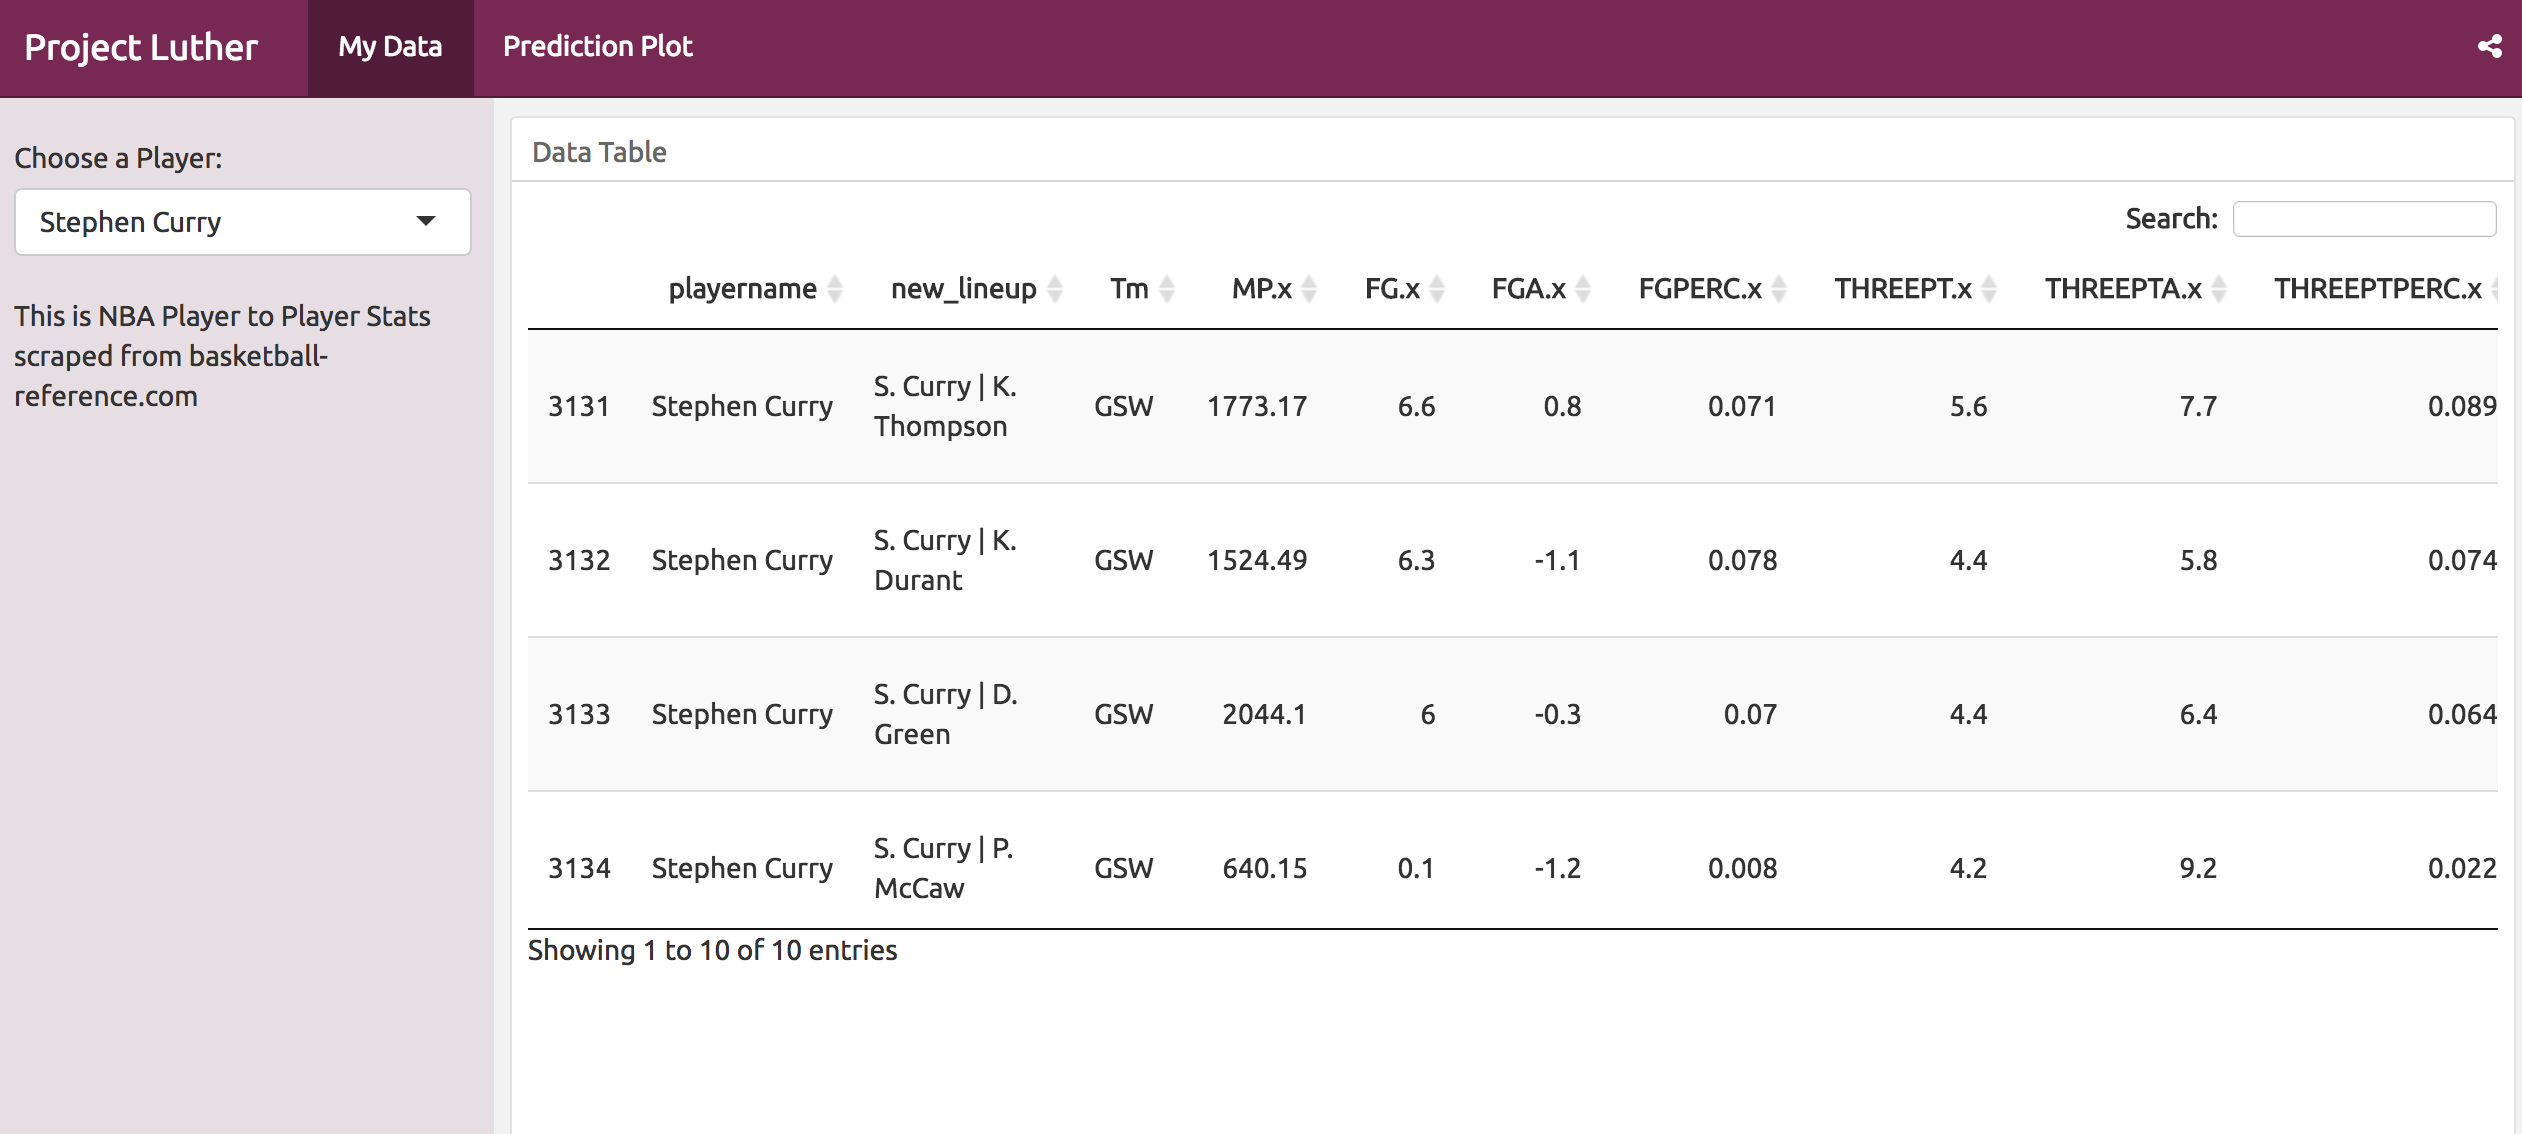 Project Luther My Data Prediction Plot
Choose a Player:
Stephen Curry
This is NBA Player to Player Stats
scraped from basketball-
reference.com
Data Table
Search:
playername new_lineup Tm MP.x FG.x FGA.x FGPERC.x THREEPT.x THREEPTA.x THREEPTPERC.x
3131 Stephen Curry S. Curry | K. Thompson GSW 1773.17 6.6 0.8 0.071 5.6 7.7 0.089
3132 Stephen Curry S. Curry | K. Durant GSW 1524.49 6.3 -1.1 0.078 4.4 5.8 0.074
3133 Stephen Curry S. Curry | D. Green GSW 2044.1 6 -0.3 0.07 4.4 6.4 0.064
3134 Stephen Curry S. Curry | P. McCaw GSW 640.15 0.1 -1.2 0.008 4.2 9.2 0.022
Showing 1 to 10 of 10 entries